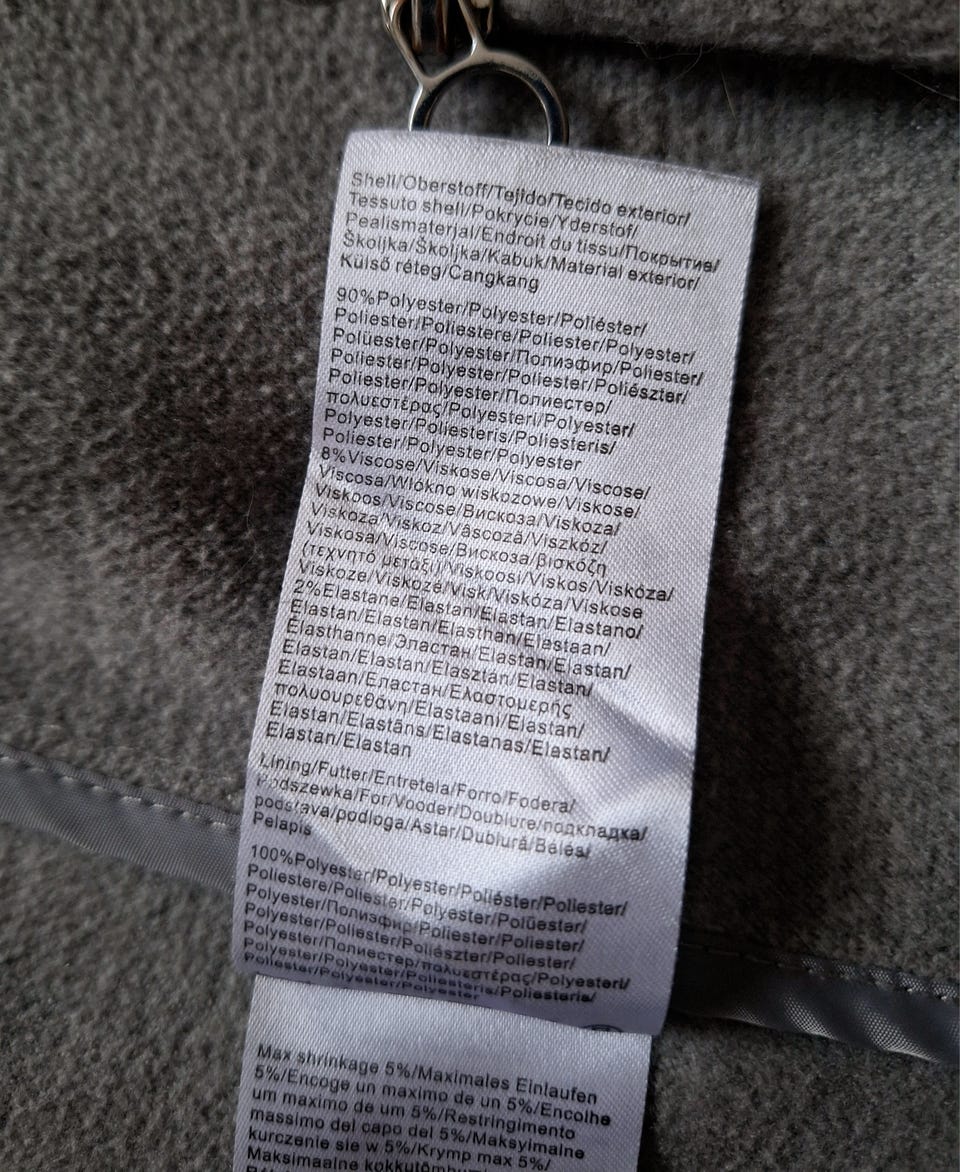 Shell/Oberstoff/Tejido/Tecido exterior/
Tessuto shell/Pokrycie/Yderstof/
Pealismaterjal/Endroit du tissu/Покрытие/
Školjka/Školjka/Kabuk/Material exterior/
Külső réteg/Cangkang
90%Polyester/Polyester/Poliéster/
Poliester/Poliestere/Poliester/Polyester/
Polüester/Polyester/Полиэфир/Poliester/
Poliester/Polyester/Poliester/Poliészter/
Poliester/Polyester/Полиестер/
πολυεστέρας/Polyesteri/Polyester/
Polyester/Poliesteris/Poliesteris/
Poliester/Polyester/Polyester
8%Viscose/Viskose/Viscosa/Viscose/
Viscosa/Wlókno wiskozowe/Viskose/
Viskoos/Viscose/Вискоза/Viskoza/
Viskoza/Viskoz/Vâscoză/Viszkóz/
Viskosa/Viscose/Вискоза/βισκόζη
(τεχνητό μετάξι)/Viskoosi/Viskos/Viskóza/
Viskoze/Viskozė/Visk/Viskóza/Viskose
2%Elastane/Elastan/Elastan/Elastano/
Elastan/Elastan/Elasthan/Elastaan/
Élasthanne/Эластан/Elastan/Elastan/
Elastan/Elastan/Elasztán/Elastan/
Elastaan/Еластан/Ελαστομερής
πολυουρεθάνη/Elastaani/Elastan/
Elastan/Elastāns/Elastanas/Elastan/
Elastan/Elastan
Lining/Futter/Entretela/Forro/Fodera/
Podszewka/For/Vooder/Doublure/подкладка/
podstava/podloga/Astar/Dublură/Bélés/
Pelapis
100%Polyester/Polyester/Poliéster/Poliester/
Poliestere/Poliester/Polyester/Polüester/
Polyester/Полиэфир/Poliester/Poliester/
Polyester/Poliester/Poliészter/Poliester/
Polyester/Полиестер/πολυεστέρας/Polyesteri/
Poliester/Polyester/Poliesteris/Poliesteris/
Poliester/Polyester/Polyester
Max shrinkage 5%/Maximales Einlaufen
5%/Encoge un maximo de un 5%/Encolhe
um maximo de um 5%/Restringimento
massimo del capo del 5%/Maksyimalne
kurczenie sie w 5%/Krymp max 5%/
Maksimaalne